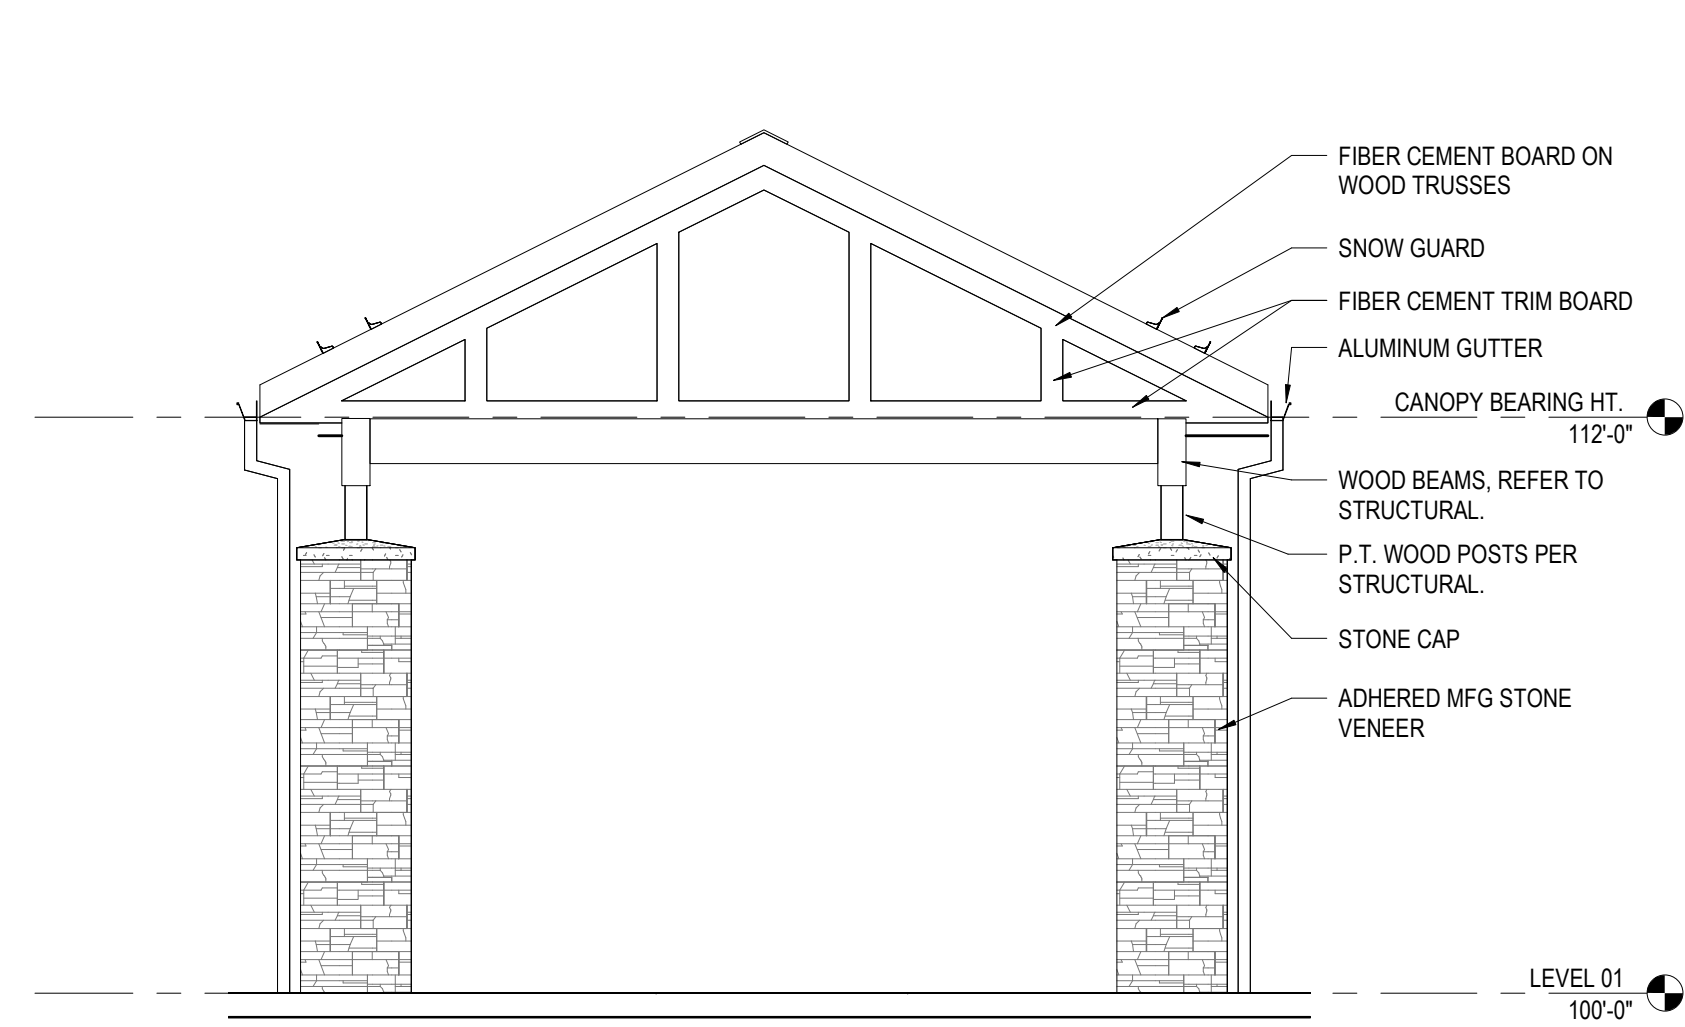 FIBER CEMENT BOARD ON
WOOD TRUSSES
SNOW GUARD
FIBER CEMENT TRIM BOARD
ALUMINUM GUTTER
CANOPY BEARING HT.
112'-0"
WOOD BEAMS, REFER TO
STRUCTURAL.
P.T. WOOD POSTS PER
STRUCTURAL.
STONE CAP
ADHERED MFG STONE
VENEER
LEVEL 01
100'-0"